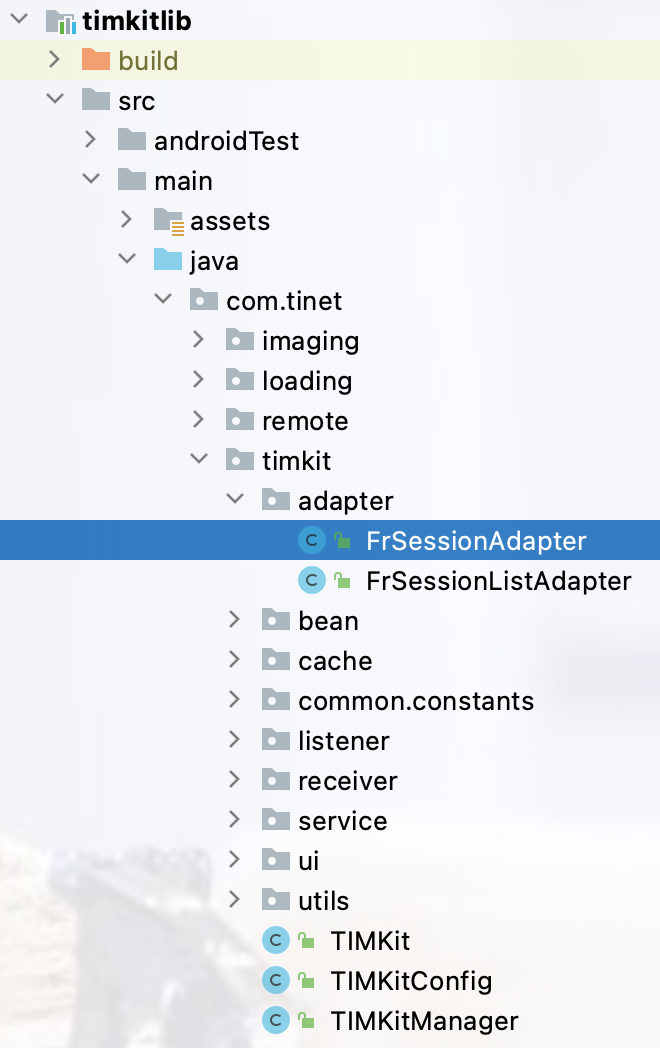 timkitlib
build
src
androidTest
main
assets
java
com.tinet
imaging
loading
remote
timkit
adapter
C FrSessionAdapter
C FrSessionListAdapter
bean
cache
common.constants
listener
receiver
service
ui
utils
C TIMKit
C TIMKitConfig
C TIMKitManager